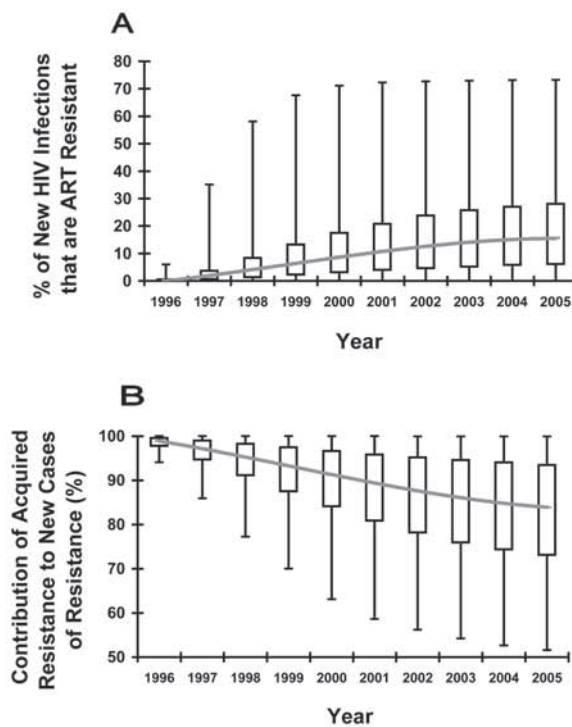 A
% of New HIV Infections
that are ART Resistant
80
70
60
50
40
30
20
10
0
1996 1997 1998 1999 2000 2001 2002 2003 2004 2005
Year
B
Contribution of Acquired
Resistance to New Cases
of Resistance (%)
100
90
80
70
60
50
1996 1997 1998 1999 2000 2001 2002 2003 2004 2005
Year